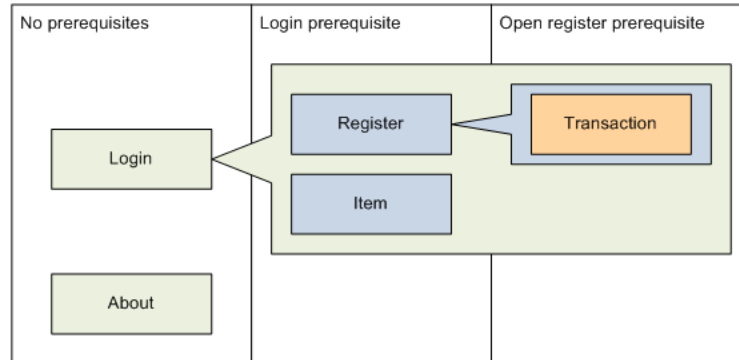 No prerequisites
Login prerequisite
Open register prerequisite
Register
Transaction
Login
Item
About